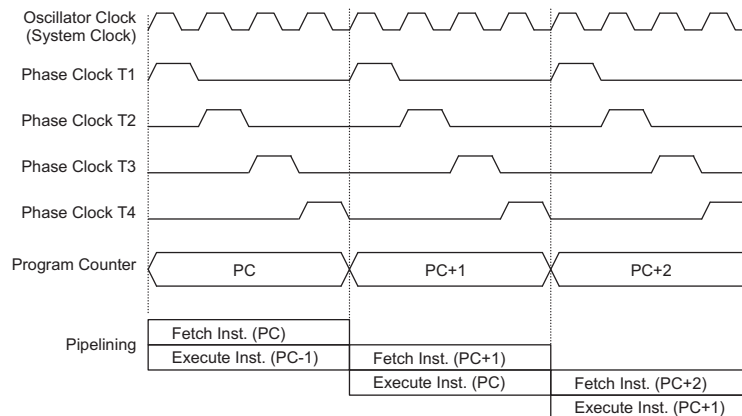 Oscillator Clock
(System Clock)
Phase Clock T1
Phase Clock T2
Phase Clock T3
Phase Clock T4
Program Counter
PC
PC+1
PC+2
Pipelining
Fetch Inst. (PC)
Execute Inst. (PC-1)
Fetch Inst. (PC+1)
Execute Inst. (PC)
Fetch Inst. (PC+2)
Execute Inst. (PC+1)